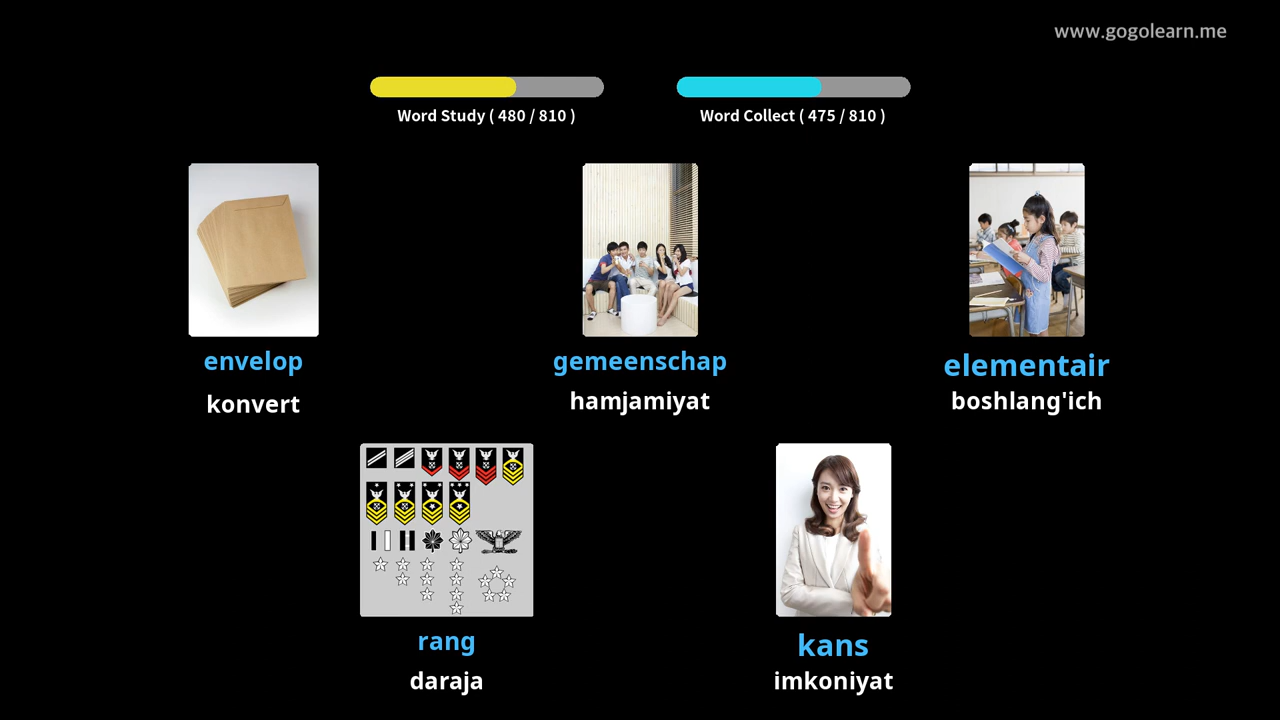 www.gogolearn.me
Word Study ( 480 / 810 )
Word Collect ( 475 / 810 )
envelop
konvert
gemeenschap
hamjamiyat
elementair
boshlang'ich
rang
daraja
kans
imkoniyat